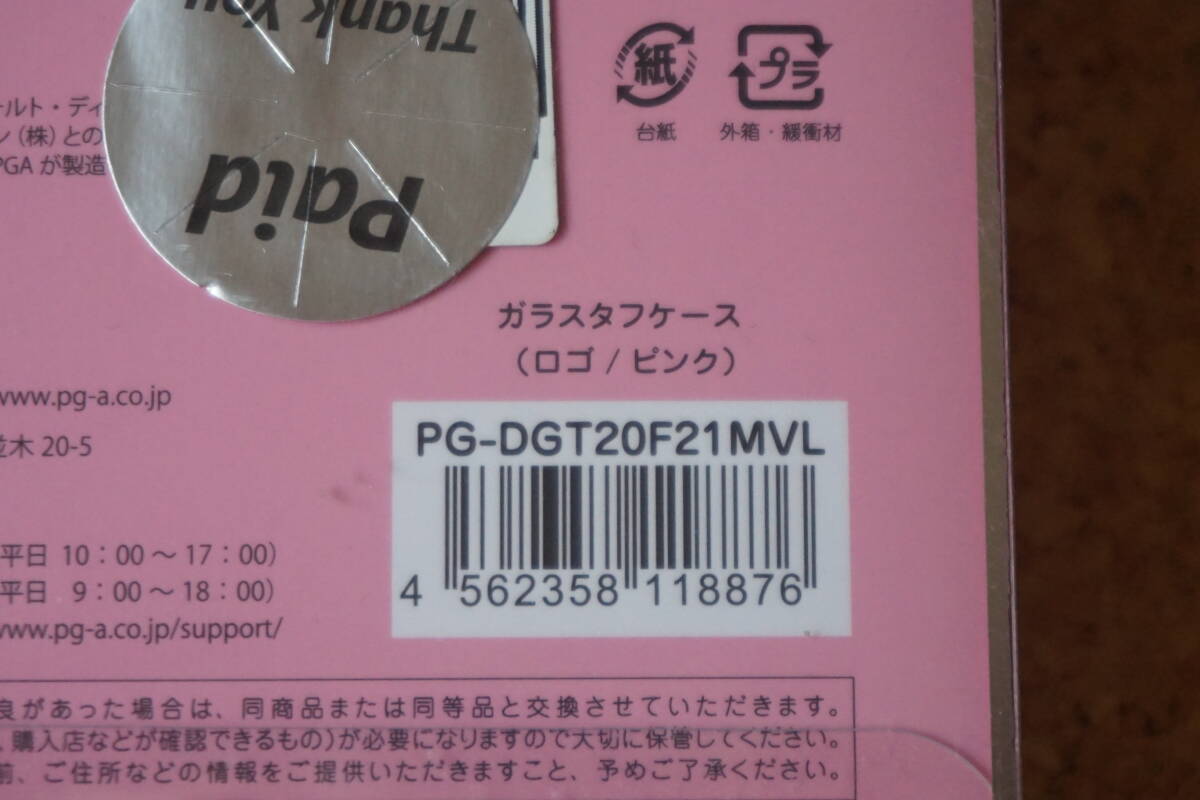 Thank You
Paid
紙
プラ
台紙
外箱・緩衝材
ルト・ディ
ン(株)との
PGA が製造
ガラスタフケース
(ロゴ / ピンク)
www.pg-a.co.jp
並木 20-5
PG-DGT20F21MVL
4 562358 118876
平日 10:00 ~ 17:00)
平日 9:00 ~ 18:00)
www.pg-a.co.jp/support/
良があった場合は、同商品または同等品と交換させていただきます。
、購入店などが確認できるもの)が必要になりますので大切に保管してください。
前、ご住所などの情報をご提供いただきますこと、予めご了承ください。